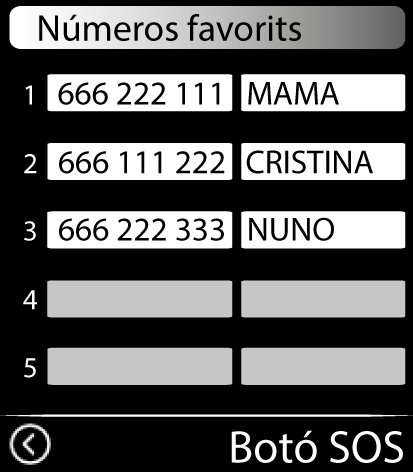 Números favorits
1 666 222 111 MAMA
2 666 111 222 CRISTINA
3 666 222 333 NUNO
4
5
Botó SOS